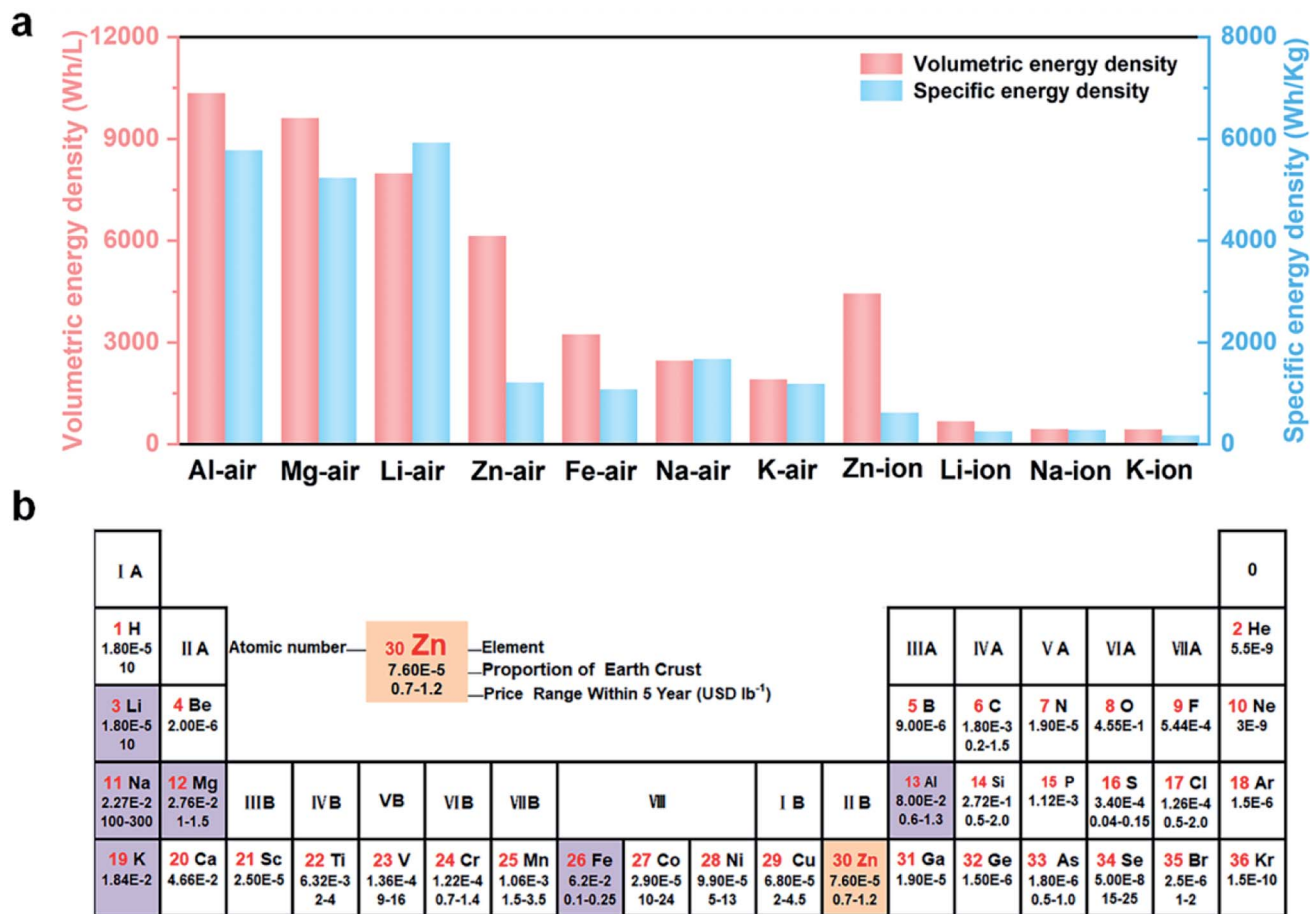 a
Volumetric energy density (Wh/L)
12000
9000
6000
3000
0
Volumetric energy density
Specific energy density
8000
6000
4000
2000
0
Specific energy density (Wh/Kg)
Al-air Mg-air Li-air Zn-air Fe-air Na-air K-air Zn-ion Li-ion Na-ion K-ion
b
I A 0
1 H II A Atomic number 30 Zn Element III A IV A V A VI A VII A 2 He
1.80E-5 7.60E-5 Proportion of Earth Crust 5.5E-9
10 0.7-1.2 Price Range Within 5 Year (USD lb⁻¹)
3 Li 4 Be 5 B 6 C 7 N 8 O 9 F 10 Ne
1.80E-5 2.00E-6 9.00E-6 1.80E-3 1.90E-5 4.55E-1 5.44E-4 3E-9
10 0.2-1.5
11 Na 12 Mg III B IV B VB VI B VII B VIII I B II B 13 Al 14 Si 15 P 16 S 17 Cl 18 Ar
2.27E-2 2.76E-2 8.00E-2 2.72E-1 1.12E-3 3.40E-4 1.26E-4 1.5E-6
100-300 1-1.5 0.6-1.3 0.5-2.0 0.04-0.15 0.5-2.0
19 K 20 Ca 21 Sc 22 Ti 23 V 24 Cr 25 Mn 26 Fe 27 Co 28 Ni 29 Cu 30 Zn 31 Ga 32 Ge 33 As 34 Se 35 Br 36 Kr
1.84E-2 4.66E-2 2.50E-5 6.32E-3 1.36E-4 1.22E-4 1.06E-3 6.2E-2 2.90E-5 9.90E-5 6.80E-5 7.60E-5 1.90E-5 1.50E-6 1.80E-6 5.00E-8 2.5E-6 1.5E-10
2-4 9-16 0.7-1.4 1.5-3.5 0.1-0.25 10-24 5-13 2-4.5 0.7-1.2 0.5-1.0 15-25 1-2